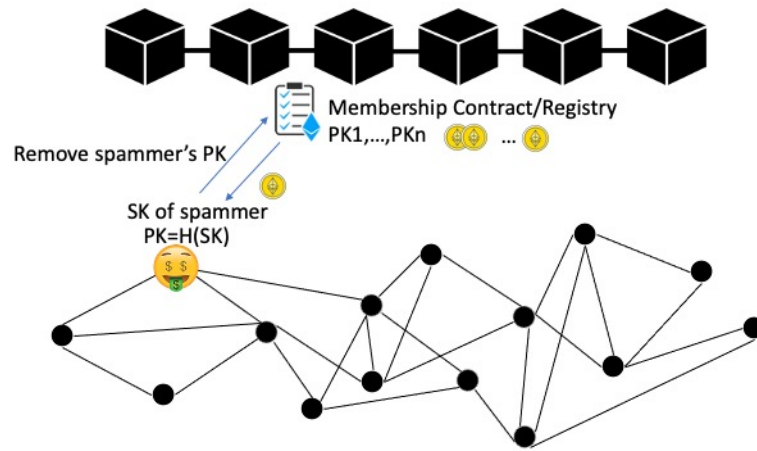 Membership Contract/Registry
PK1,...,PKn ...
Remove spammer's PK
SK of spammer
PK=H(SK)